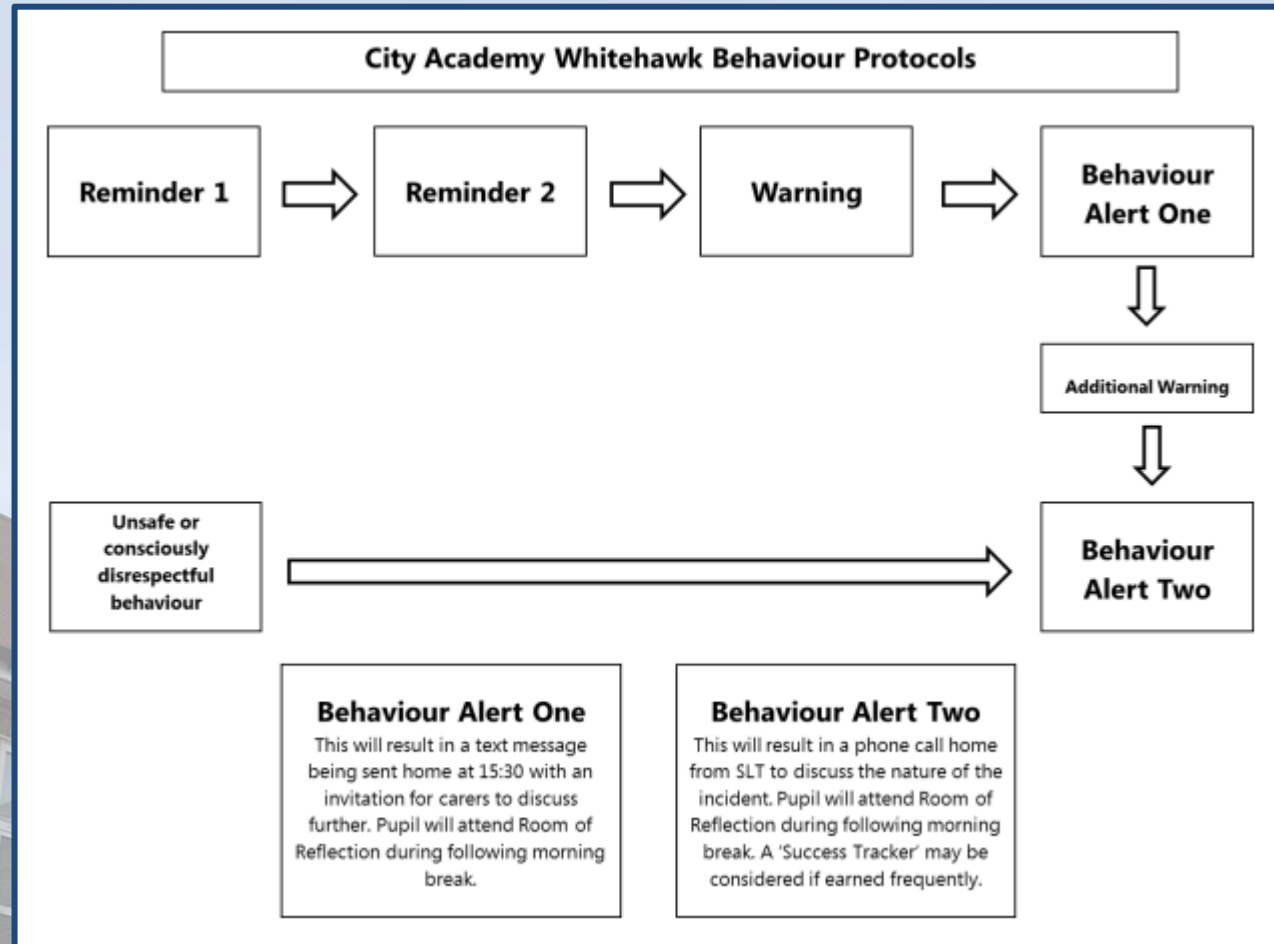 City Academy Whitehawk Behaviour Protocols
Reminder 1
Reminder 2
Warning
Behaviour
Alert One
Additional Warning
Unsafe or
consciously
disrespectful
behaviour
Behaviour
Alert Two
Behaviour Alert One
This will result in a text message
being sent home at 15:30 with an
invitation for carers to discuss
further. Pupil will attend Room of
Reflection during following morning
break.
Behaviour Alert Two
This will result in a phone call home
from SLT to discuss the nature of the
incident. Pupil will attend Room of
Reflection during following morning
break. A 'Success Tracker' may be
considered if earned frequently.